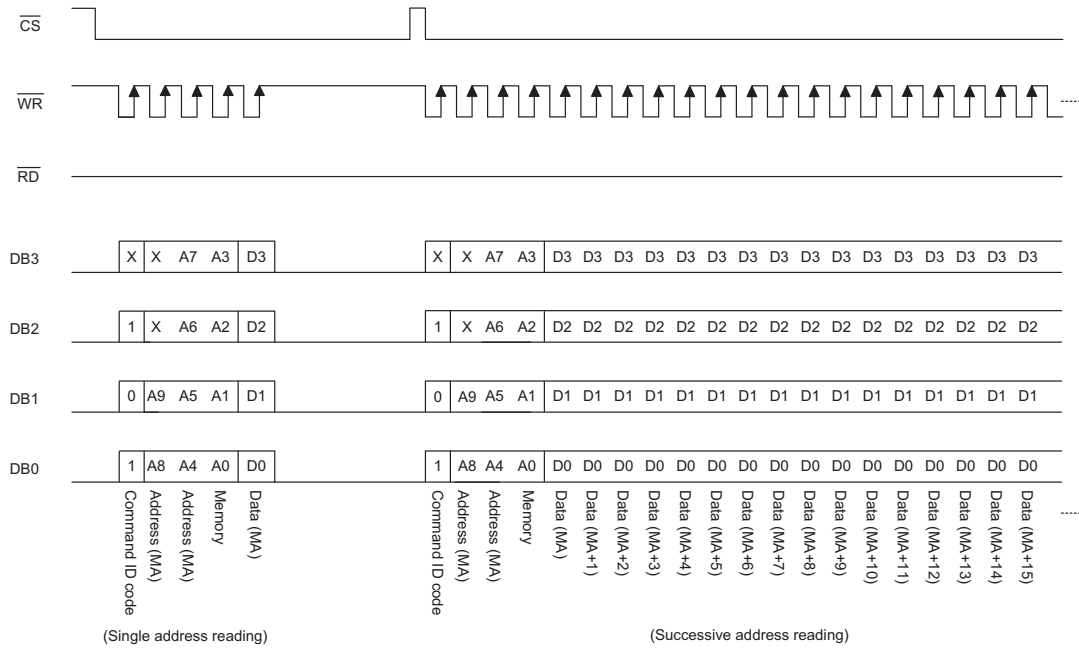 CS
WR
RD
DB3 X X A7 A3 D3 X X A7 A3 D3 D3 D3 D3 D3 D3 D3 D3 D3 D3 D3 D3 D3 D3 D3 D3
DB2 1 X A6 A2 D2 1 X A6 A2 D2 D2 D2 D2 D2 D2 D2 D2 D2 D2 D2 D2 D2 D2 D2 D2
DB1 0 A9 A5 A1 D1 0 A9 A5 A1 D1 D1 D1 D1 D1 D1 D1 D1 D1 D1 D1 D1 D1 D1 D1 D1
DB0 1 A8 A4 A0 D0 1 A8 A4 A0 D0 D0 D0 D0 D0 D0 D0 D0 D0 D0 D0 D0 D0 D0 D0 D0
Command ID code
Address (MA)
Address (MA)
Memory
Data (MA)
Command ID code
Address (MA)
Address (MA)
Memory
Data (MA)
Data (MA+1)
Data (MA+2)
Data (MA+3)
Data (MA+4)
Data (MA+5)
Data (MA+6)
Data (MA+7)
Data (MA+8)
Data (MA+9)
Data (MA+10)
Data (MA+11)
Data (MA+12)
Data (MA+13)
Data (MA+14)
Data (MA+15)
(Single address reading)
(Successive address reading)